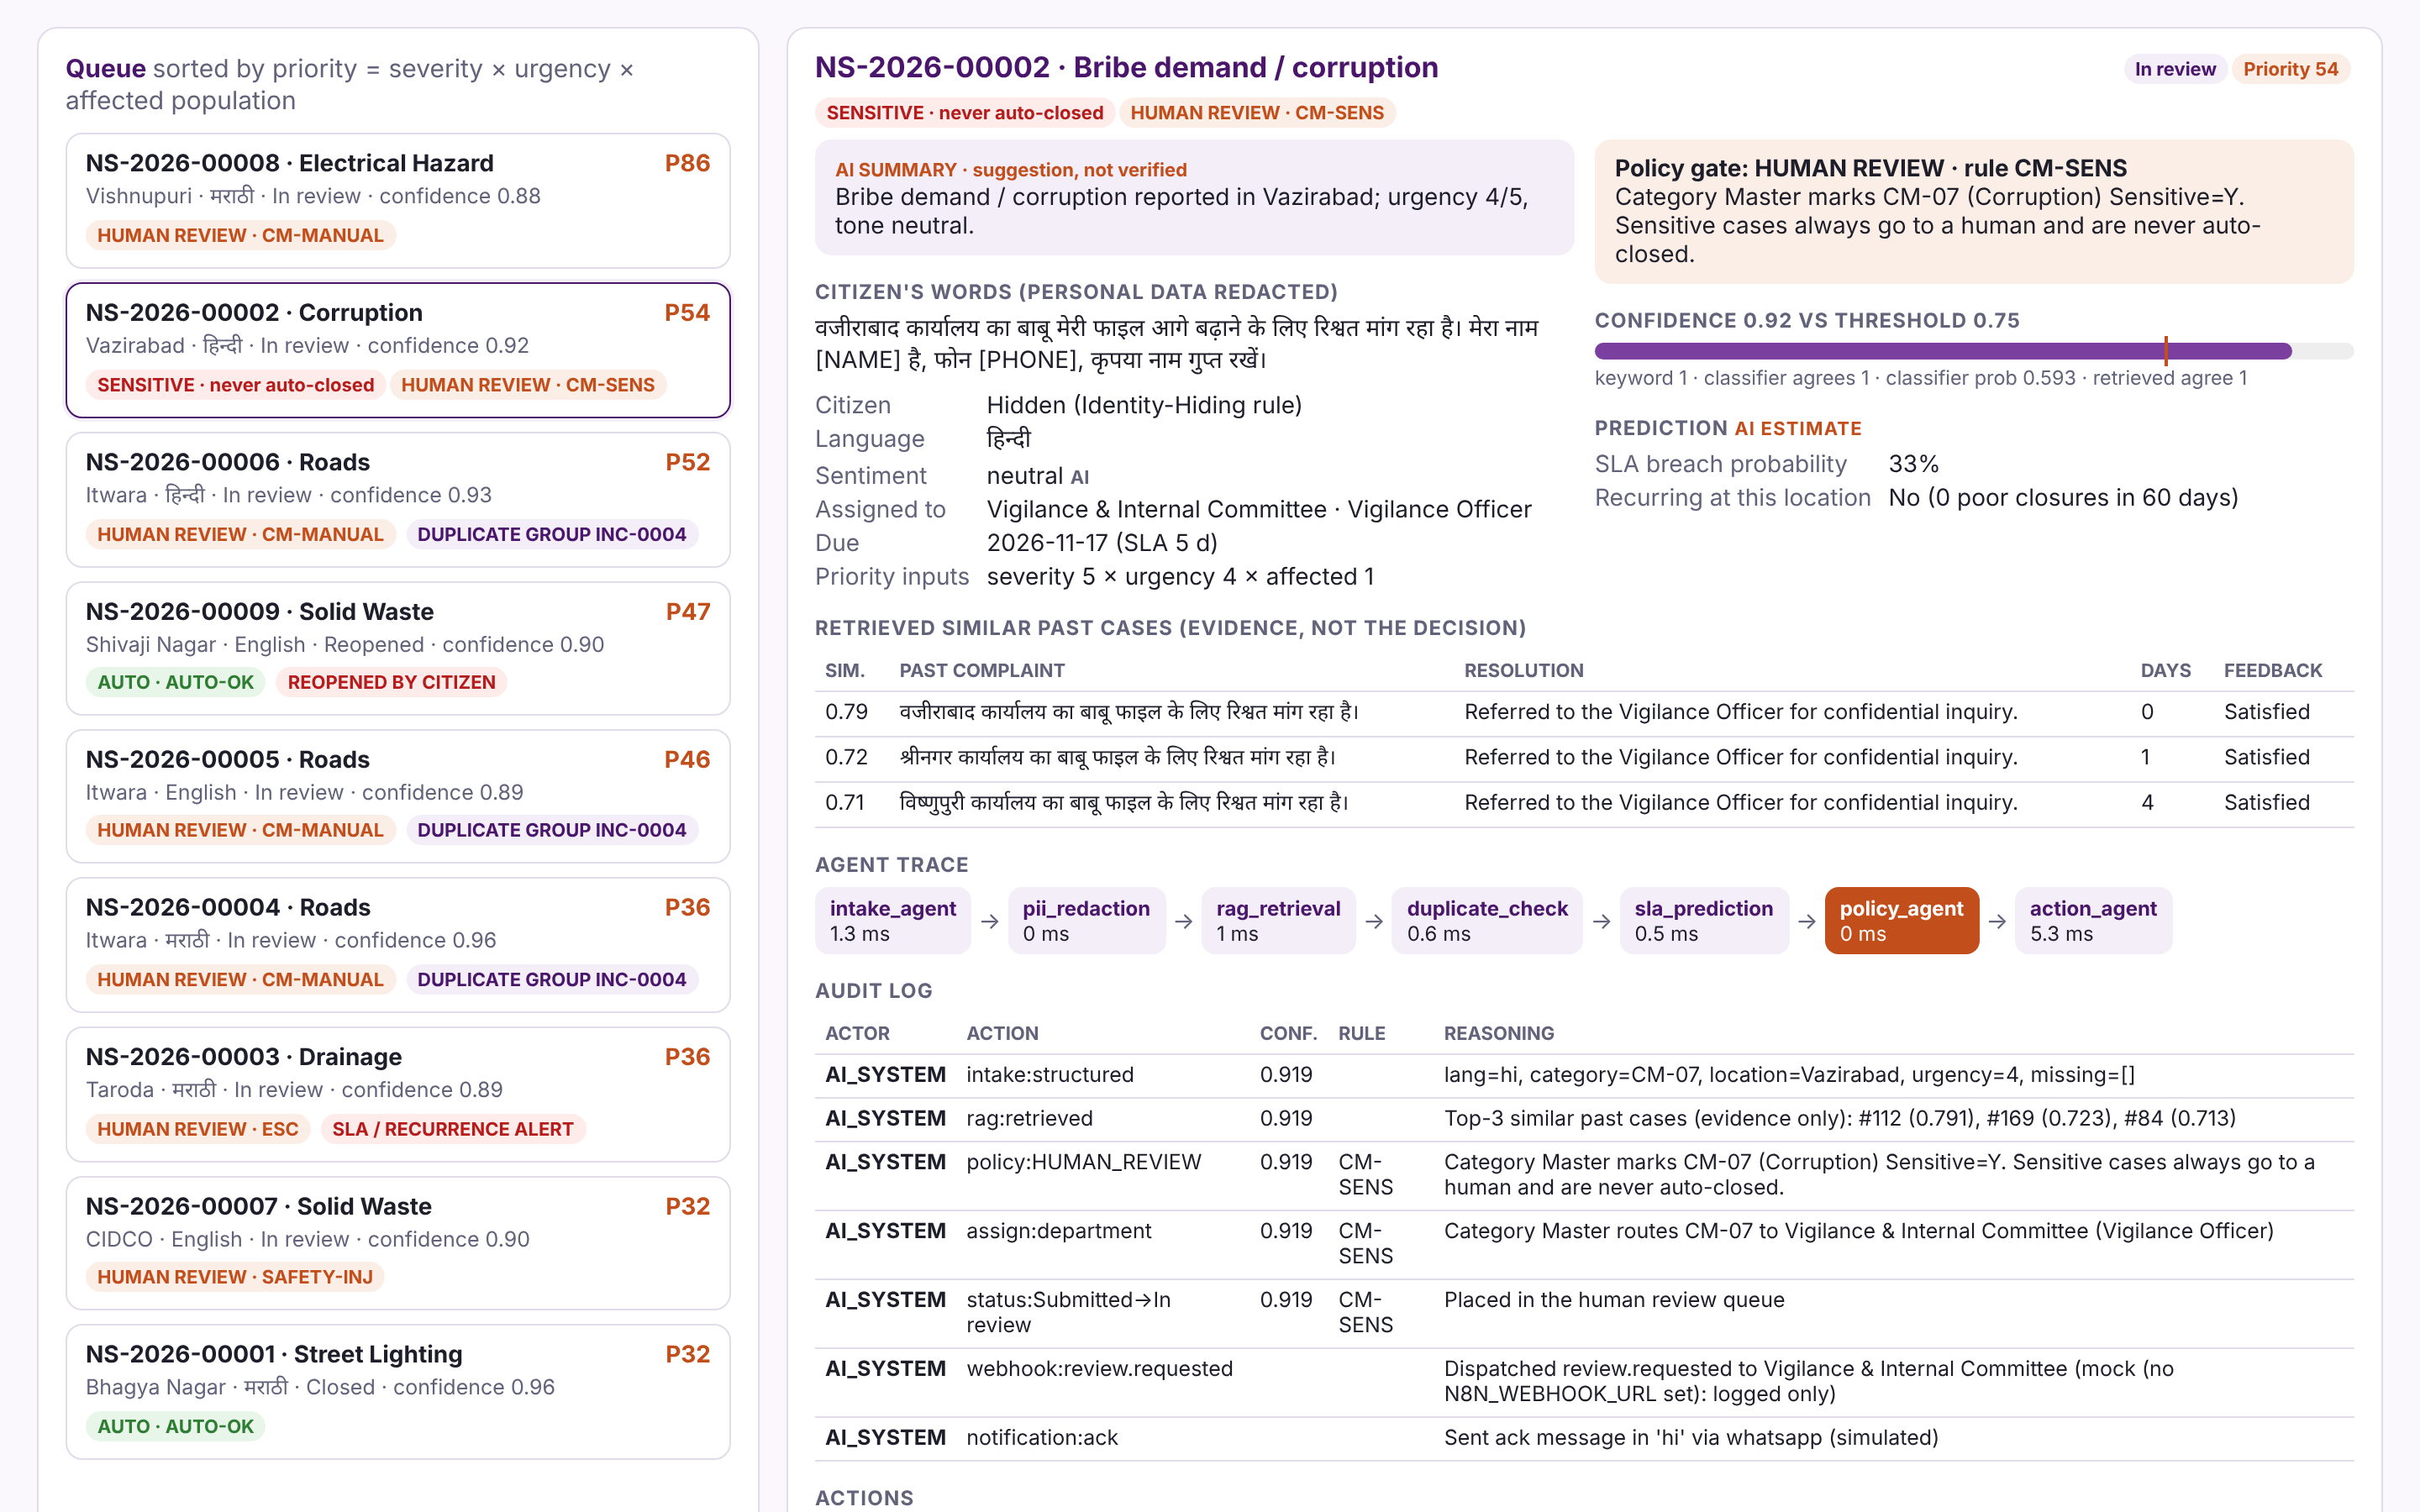 Queue sorted by priority = severity × urgency ×
affected population
NS-2026-00008 · Electrical Hazard P86
Vishnupuri · मराठी · In review · confidence 0.88
HUMAN REVIEW · CM-MANUAL
NS-2026-00002 · Corruption P54
Vazirabad · हिन्दी · In review · confidence 0.92
SENSITIVE · never auto-closed HUMAN REVIEW · CM-SENS
NS-2026-00006 · Roads P52
Itwara · हिन्दी · In review · confidence 0.93
HUMAN REVIEW · CM-MANUAL DUPLICATE GROUP INC-0004
NS-2026-00009 · Solid Waste P47
Shivaji Nagar · English · Reopened · confidence 0.90
AUTO · AUTO-OK REOPENED BY CITIZEN
NS-2026-00005 · Roads P46
Itwara · English · In review · confidence 0.89
HUMAN REVIEW · CM-MANUAL DUPLICATE GROUP INC-0004
NS-2026-00004 · Roads P36
Itwara · मराठी · In review · confidence 0.96
HUMAN REVIEW · CM-MANUAL DUPLICATE GROUP INC-0004
NS-2026-00003 · Drainage P36
Taroda · मराठी · In review · confidence 0.89
HUMAN REVIEW · ESC SLA / RECURRENCE ALERT
NS-2026-00007 · Solid Waste P32
CIDCO · English · In review · confidence 0.90
HUMAN REVIEW · SAFETY-INJ
NS-2026-00001 · Street Lighting P32
Bhagya Nagar · मराठी · Closed · confidence 0.96
AUTO · AUTO-OK
NS-2026-00002 · Bribe demand / corruption In review Priority 54
SENSITIVE · never auto-closed HUMAN REVIEW · CM-SENS
AI SUMMARY · suggestion, not verified
Bribe demand / corruption reported in Vazirabad; urgency 4/5,
tone neutral.
CITIZEN'S WORDS (PERSONAL DATA REDACTED)
वजीराबाद कार्यालय का बाबू मेरी फाइल आगे बढ़ाने के लिए रिश्वत मांग रहा है। मेरा नाम
[NAME] है, फोन [PHONE], कृपया नाम गुप्त रखें।
Citizen Hidden (Identity-Hiding rule)
Language हिन्दी
Sentiment neutral AI
Assigned to Vigilance & Internal Committee · Vigilance Officer
Due 2026-11-17 (SLA 5 d)
Priority inputs severity 5 × urgency 4 × affected 1
Policy gate: HUMAN REVIEW · rule CM-SENS
Category Master marks CM-07 (Corruption) Sensitive=Y.
Sensitive cases always go to a human and are never auto-
closed.
CONFIDENCE 0.92 VS THRESHOLD 0.75
keyword 1 · classifier agrees 1 · classifier prob 0.593 · retrieved agree 1
PREDICTION AI ESTIMATE
SLA breach probability 33%
Recurring at this location No (0 poor closures in 60 days)
RETRIEVED SIMILAR PAST CASES (EVIDENCE, NOT THE DECISION)
SIM. PAST COMPLAINT RESOLUTION DAYS FEEDBACK
0.79 वजीराबाद कार्यालय का बाबू फाइल के लिए रिश्वत मांग रहा है। Referred to the Vigilance Officer for confidential inquiry. 0 Satisfied
0.72 श्रीनगर कार्यालय का बाबू फाइल के लिए रिश्वत मांग रहा है। Referred to the Vigilance Officer for confidential inquiry. 1 Satisfied
0.71 विष्णुपुरी कार्यालय का बाबू फाइल के लिए रिश्वत मांग रहा है। Referred to the Vigilance Officer for confidential inquiry. 4 Satisfied
AGENT TRACE
intake_agent → pii_redaction → rag_retrieval → duplicate_check → sla_prediction → policy_agent → action_agent
1.3 ms 0 ms 1 ms 0.6 ms 0.5 ms 0 ms 5.3 ms
AUDIT LOG
ACTOR ACTION CONF. RULE REASONING
AI_SYSTEM intake:structured 0.919 lang=hi, category=CM-07, location=Vazirabad, urgency=4, missing=[]
AI_SYSTEM rag:retrieved 0.919 Top-3 similar past cases (evidence only): #112 (0.791), #169 (0.723), #84 (0.713)
AI_SYSTEM policy:HUMAN_REVIEW 0.919 CM- Category Master marks CM-07 (Corruption) Sensitive=Y. Sensitive cases always go to a
SENS human and are never auto-closed.
AI_SYSTEM assign:department 0.919 CM- Category Master routes CM-07 to Vigilance & Internal Committee (Vigilance Officer)
SENS
AI_SYSTEM status:Submitted→In 0.919 CM- Placed in the human review queue
review SENS
AI_SYSTEM webhook:review.requested Dispatched review.requested to Vigilance & Internal Committee (mock (no
N8N_WEBHOOK_URL set): logged only)
AI_SYSTEM notification:ack Sent ack message in 'hi' via whatsapp (simulated)
ACTIONS